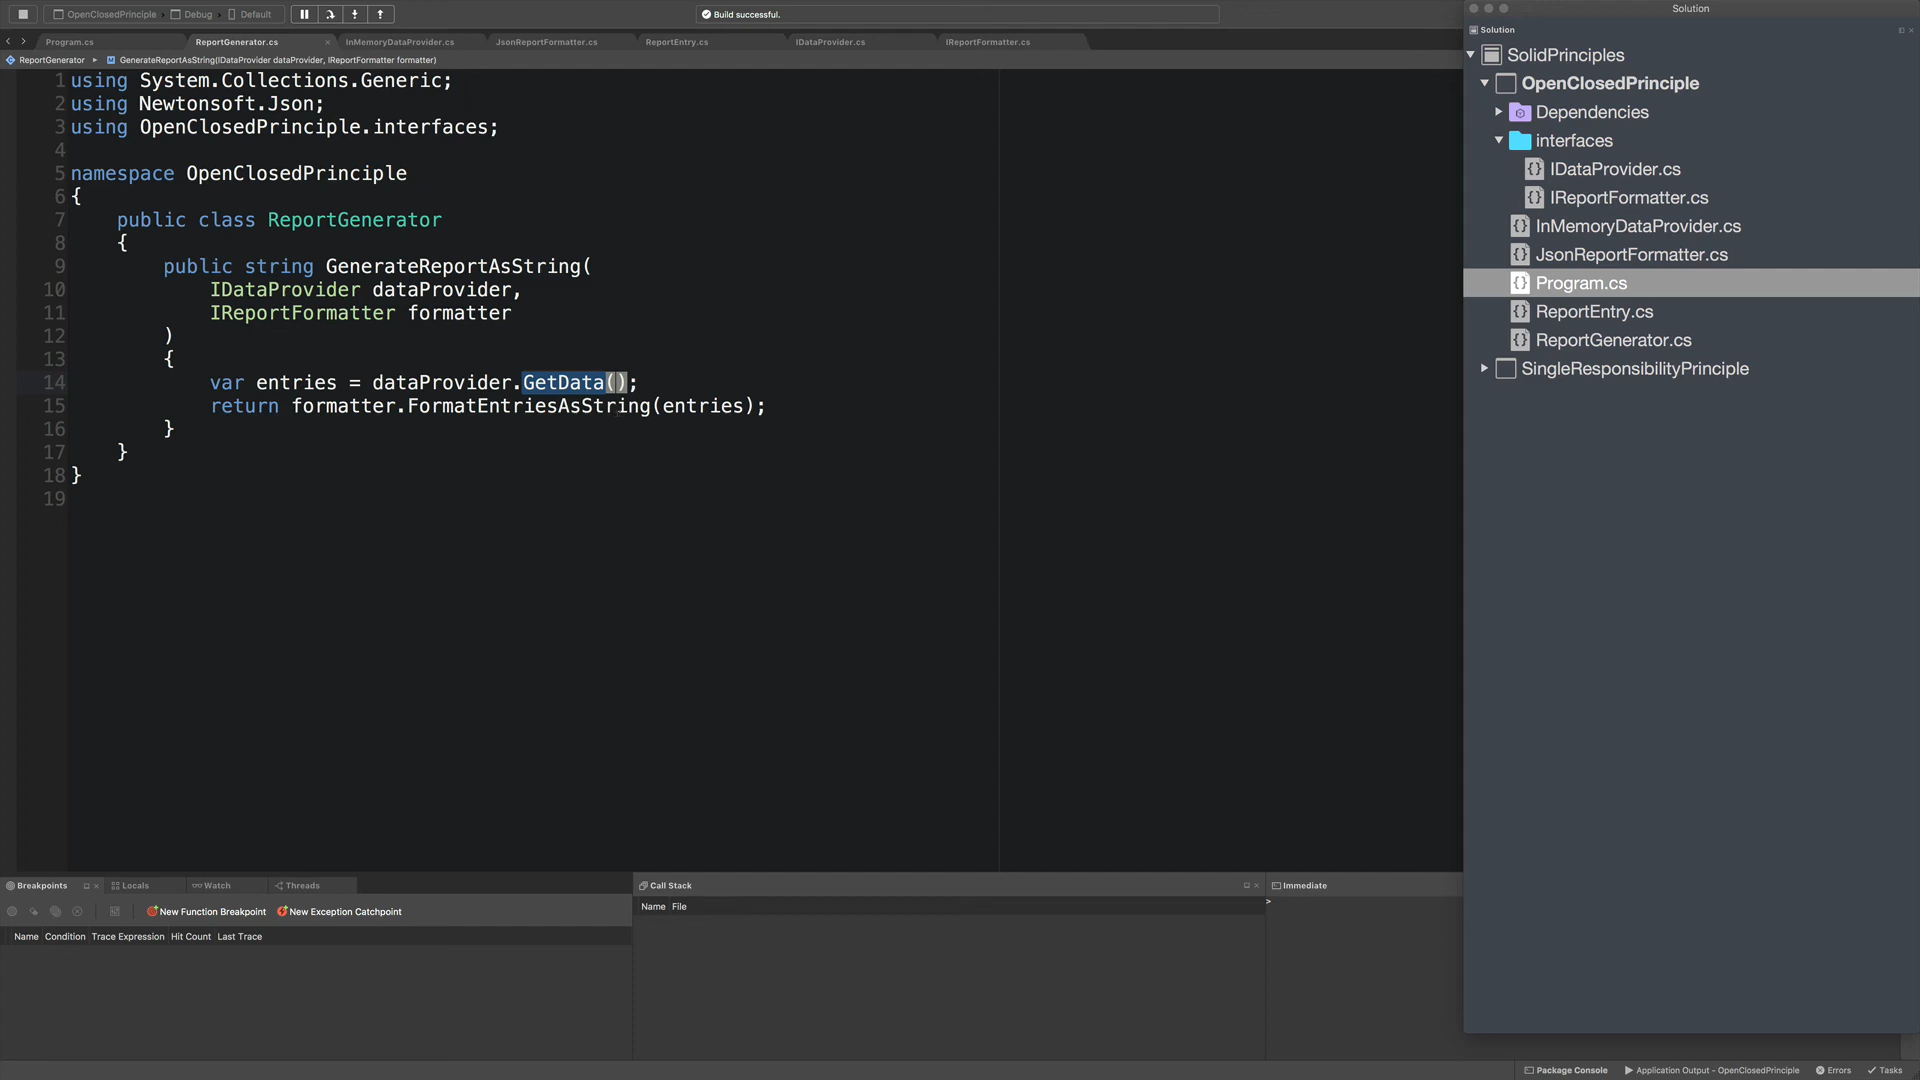 OpenClosedPrinciple › Debug › Default
Build successful.
Solution
Program.cs ReportGenerator.cs InMemoryDataProvider.cs JsonReportFormatter.cs ReportEntry.cs IDataProvider.cs IReportFormatter.cs
ReportGenerator GenerateReportAsString(IDataProvider dataProvider, IReportFormatter formatter)
1 using System.Collections.Generic;
2 using Newtonsoft.Json;
3 using OpenClosedPrinciple.interfaces;
4
5 namespace OpenClosedPrinciple
6 {
7 public class ReportGenerator
8 {
9 public string GenerateReportAsString(
10 IDataProvider dataProvider,
11 IReportFormatter formatter
12 )
13 {
14 var entries = dataProvider.GetData();
15 return formatter.FormatEntriesAsString(entries);
16 }
17 }
18 }
19
Solution
SolidPrinciples
OpenClosedPrinciple
Dependencies
interfaces
IDataProvider.cs
IReportFormatter.cs
InMemoryDataProvider.cs
JsonReportFormatter.cs
Program.cs
ReportEntry.cs
ReportGenerator.cs
SingleResponsibilityPrinciple
Breakpoints Locals Watch Threads
New Function Breakpoint New Exception Catchpoint
Name Condition Trace Expression Hit Count Last Trace
Call Stack
Name File
Immediate
>
Package Console Application Output - OpenClosedPrinciple Errors Tasks